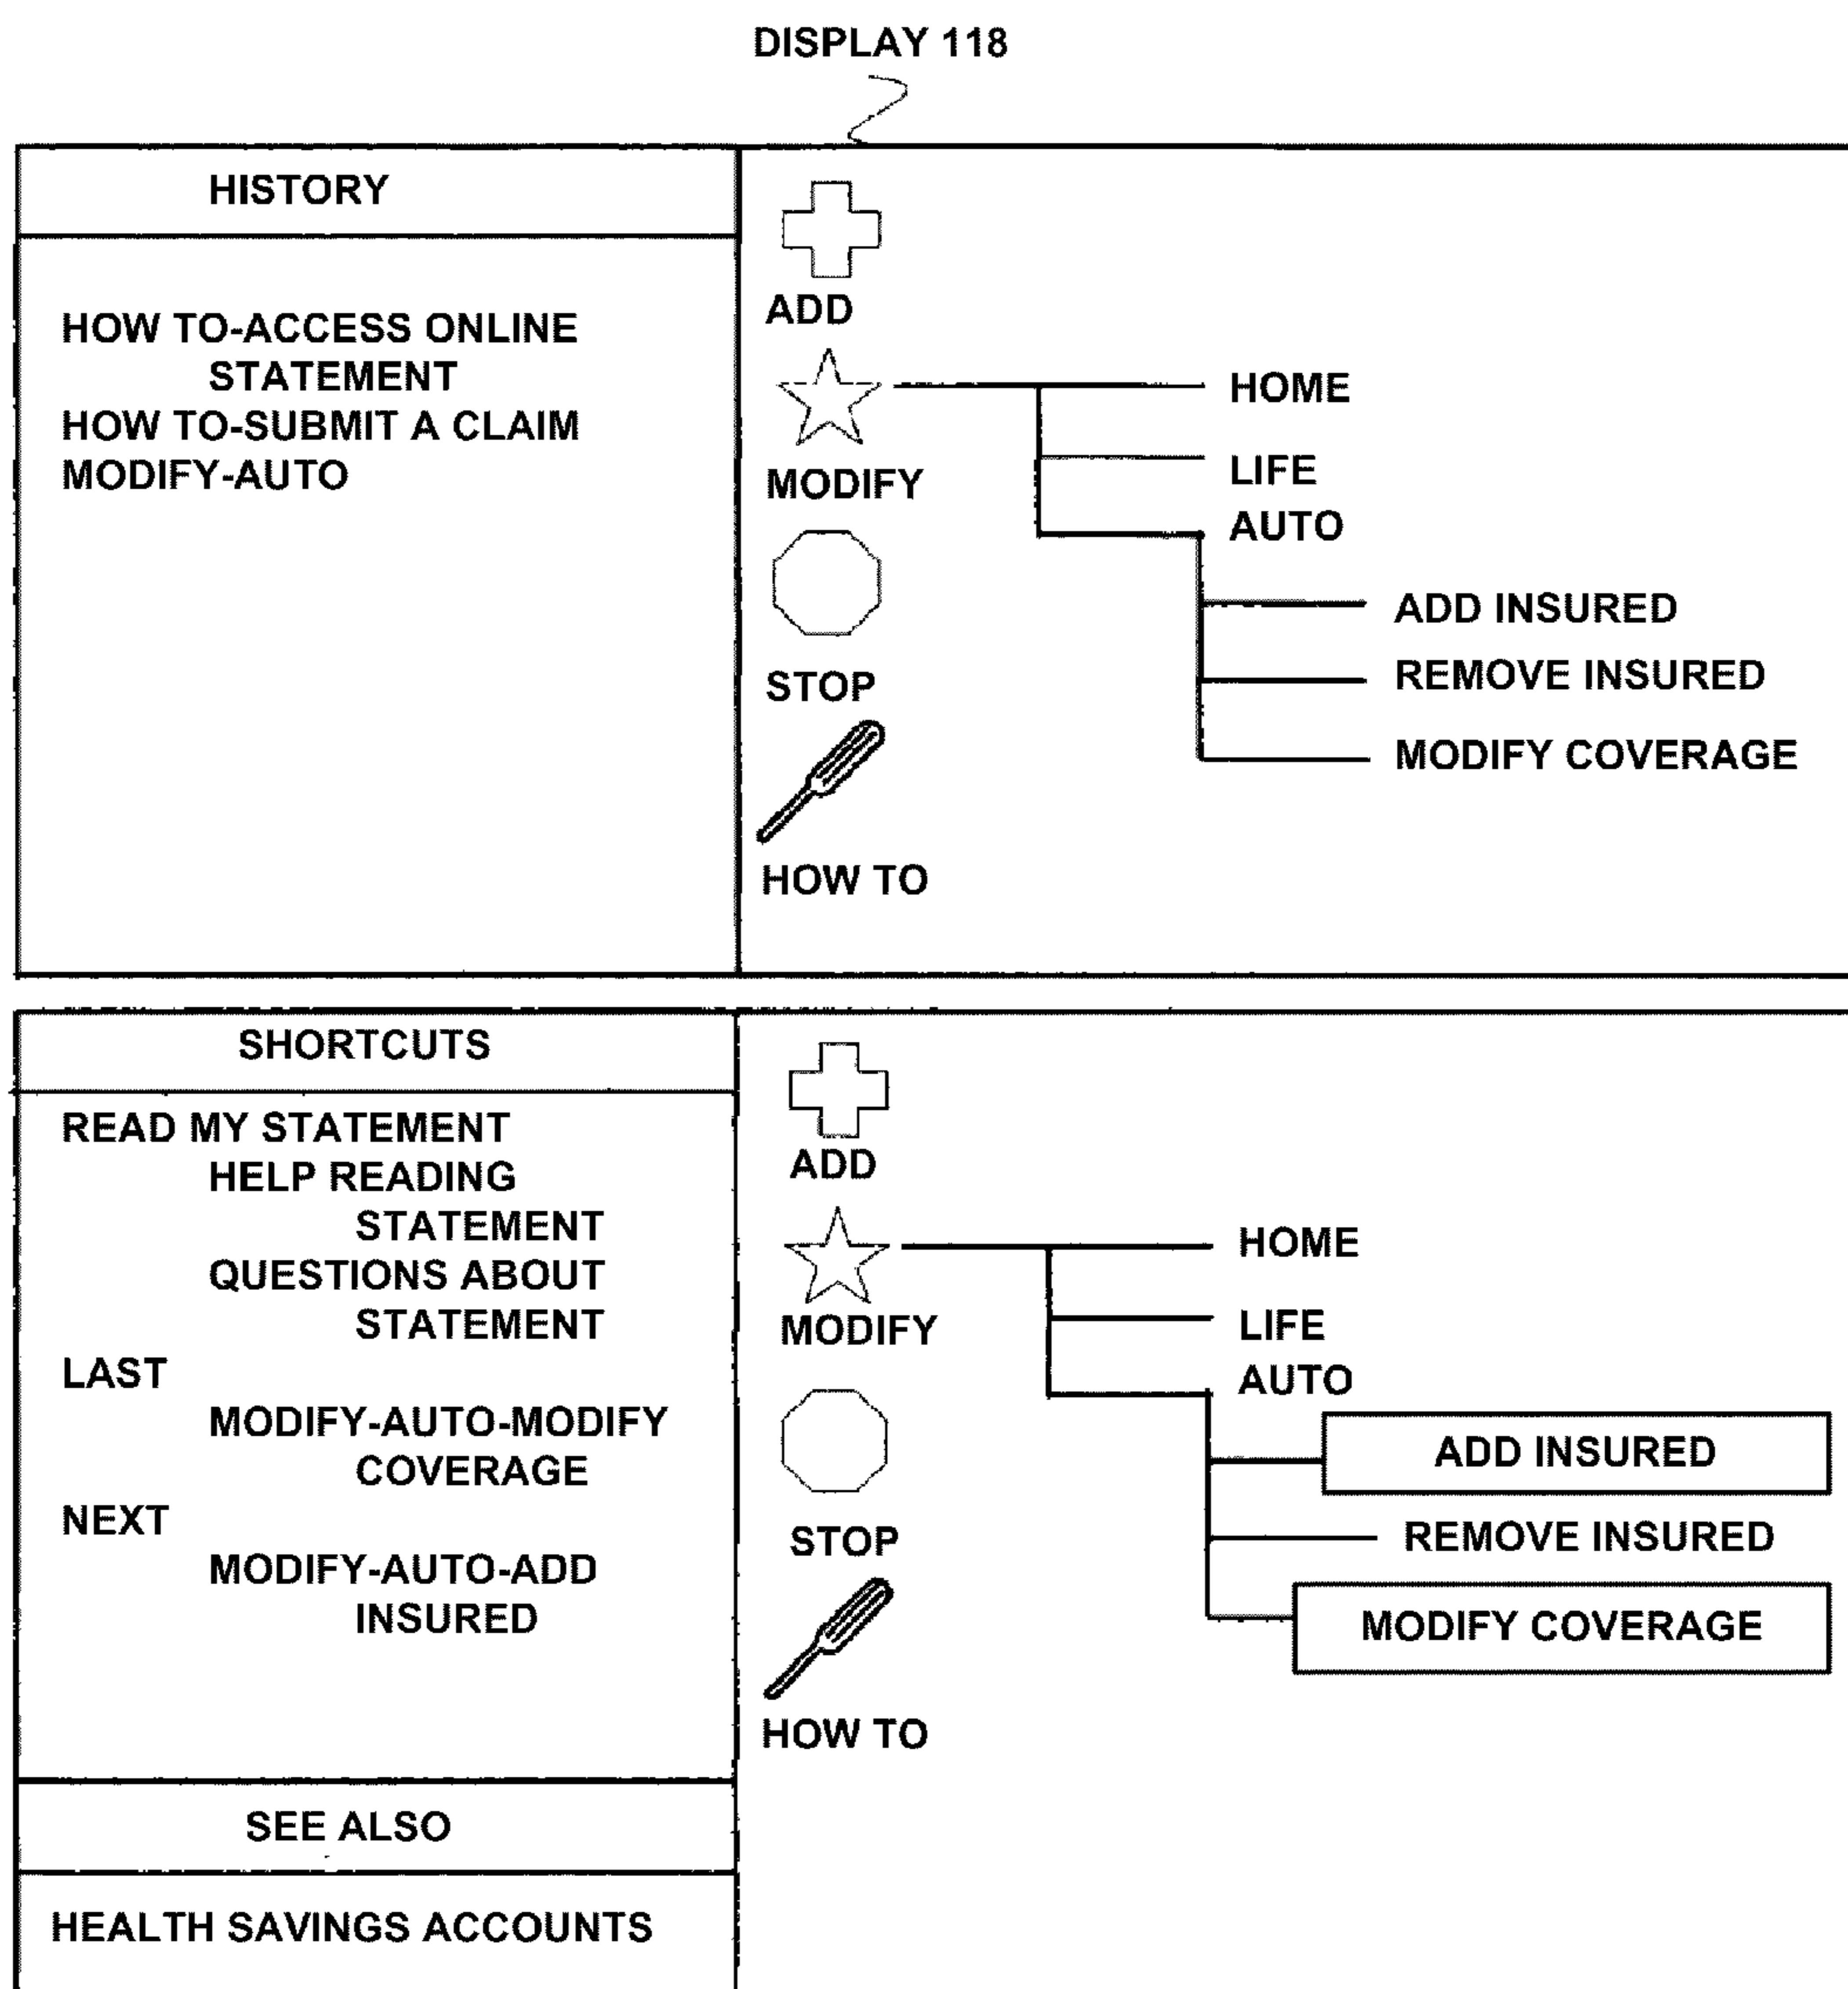 DISPLAY 118
HISTORY
HOW TO-ACCESS ONLINE
STATEMENT
HOW TO-SUBMIT A CLAIM
MODIFY-AUTO
ADD
MODIFY
STOP
HOW TO
HOME
LIFE
AUTO
ADD INSURED
REMOVE INSURED
MODIFY COVERAGE
SHORTCUTS
READ MY STATEMENT
HELP READING
STATEMENT
QUESTIONS ABOUT
STATEMENT
LAST
MODIFY-AUTO-MODIFY
COVERAGE
NEXT
MODIFY-AUTO-ADD
INSURED
SEE ALSO
HEALTH SAVINGS ACCOUNTS
ADD
MODIFY
STOP
HOW TO
HOME
LIFE
AUTO
ADD INSURED
REMOVE INSURED
MODIFY COVERAGE